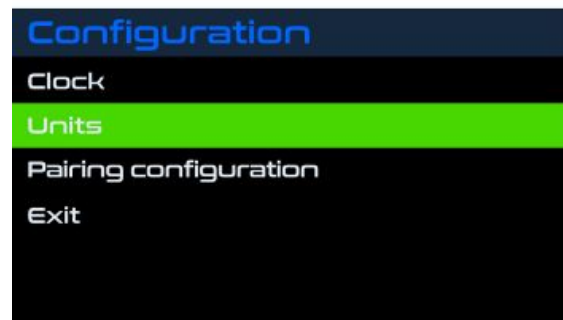 Configuration
Clock
Units
Pairing configuration
Exit